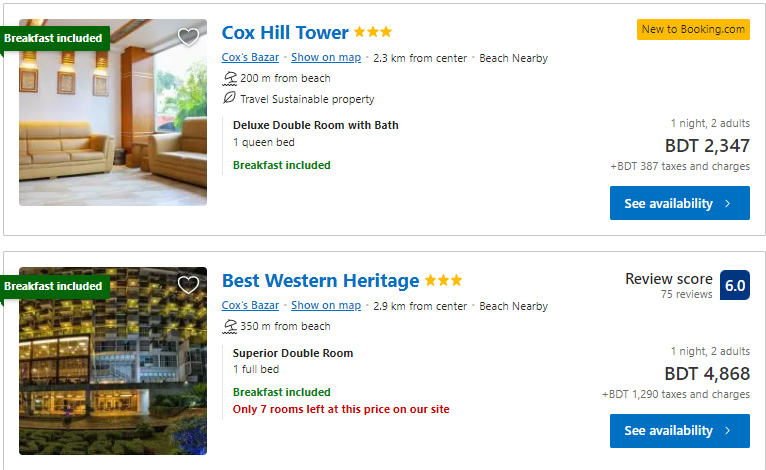 Breakfast included
Cox Hill Tower
New to Booking.com
Cox's Bazar · Show on map · 2.3 km from center · Beach Nearby
200 m from beach
Travel Sustainable property
Deluxe Double Room with Bath
1 queen bed
Breakfast included
1 night, 2 adults
BDT 2,347
+BDT 387 taxes and charges
See availability
Breakfast included
Best Western Heritage
Review score
75 reviews
6.0
Cox's Bazar · Show on map · 2.9 km from center · Beach Nearby
350 m from beach
Superior Double Room
1 full bed
Breakfast included
Only 7 rooms left at this price on our site
1 night, 2 adults
BDT 4,868
+BDT 1,290 taxes and charges
See availability